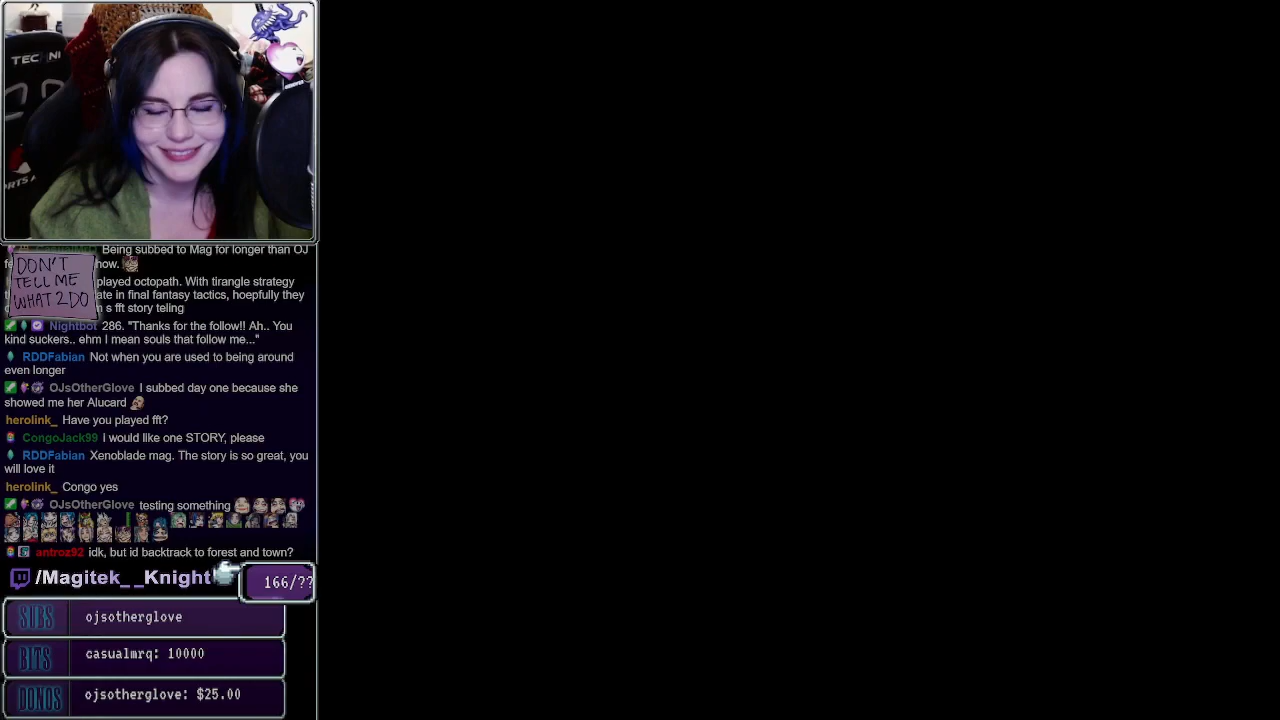 TECHNI
Being subbed to Mag for longer than OJ
how.
DON'T
TELL ME
WHAT 2 DO
played octopath. With tirangle strategy
ate in final fantasy tactics, hoepfully they
s fft story teling
Nightbot 286. "Thanks for the follow!! Ah.. You
kind suckers.. ehm I mean souls that follow me..."
RDDFabian Not when you are used to being around
even longer
OJsOtherGlove I subbed day one because she
showed me her Alucard
herolink_ Have you played fft?
CongoJack99 I would like one STORY, please
RDDFabian Xenoblade mag. The story is so great, you
will love it
herolink_ Congo yes
OJsOtherGlove testing something
antroz92 idk, but id backtrack to forest and town?
/Magitek__Knight
166/??
SUBS ojsotherglove
BITS casualmrq: 10000
DONOS ojsotherglove: $25.00